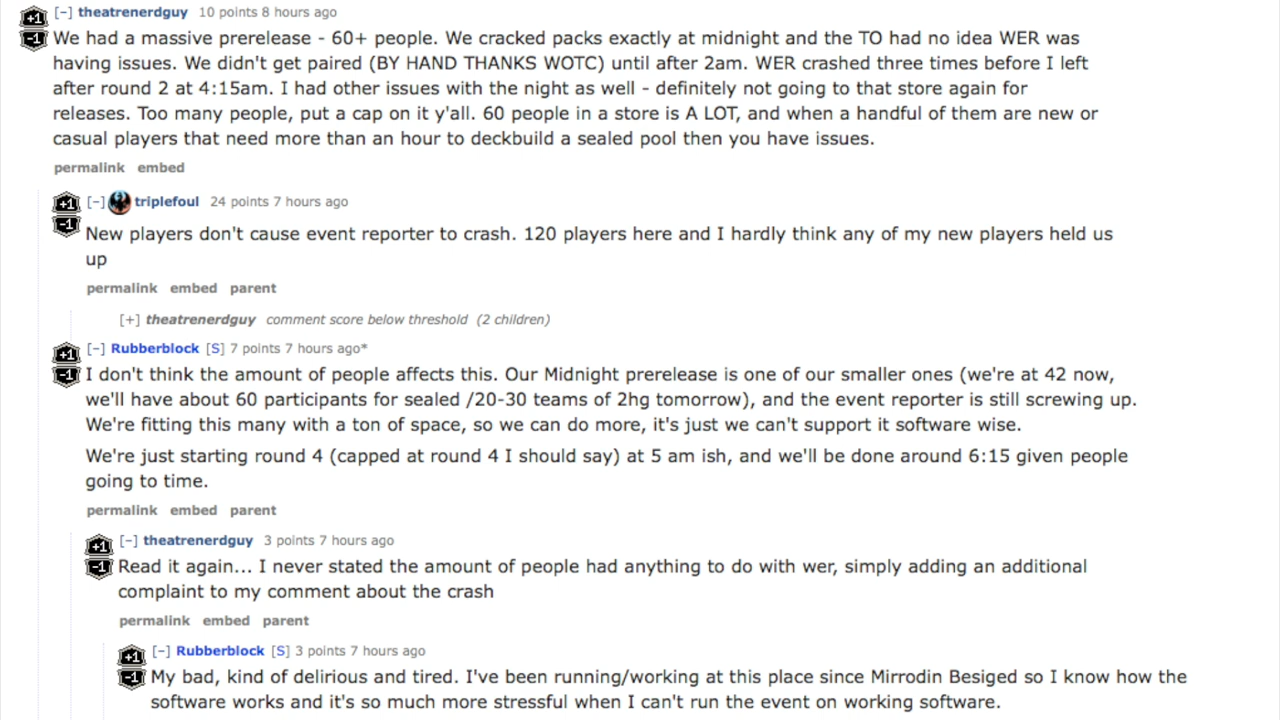 +1 [−] theatrenerdguy 10 points 8 hours ago
-1 We had a massive prerelease - 60+ people. We cracked packs exactly at midnight and the TO had no idea WER was
having issues. We didn't get paired (BY HAND THANKS WOTC) until after 2am. WER crashed three times before I left
after round 2 at 4:15am. I had other issues with the night as well - definitely not going to that store again for
releases. Too many people, put a cap on it y'all. 60 people in a store is A LOT, and when a handful of them are new or
casual players that need more than an hour to deckbuild a sealed pool then you have issues.
permalink embed
+1 [−] triplefoul 24 points 7 hours ago
-1
New players don't cause event reporter to crash. 120 players here and I hardly think any of my new players held us
up
permalink embed parent
[+] theatrenerdguy comment score below threshold (2 children)
+1 [−] Rubberblock [S] 7 points 7 hours ago*
-1 I don't think the amount of people affects this. Our Midnight prerelease is one of our smaller ones (we're at 42 now,
we'll have about 60 participants for sealed /20-30 teams of 2hg tomorrow), and the event reporter is still screwing up.
We're fitting this many with a ton of space, so we can do more, it's just we can't support it software wise.
We're just starting round 4 (capped at round 4 I should say) at 5 am ish, and we'll be done around 6:15 given people
going to time.
permalink embed parent
+1 [−] theatrenerdguy 3 points 7 hours ago
-1 Read it again... I never stated the amount of people had anything to do with wer, simply adding an additional
complaint to my comment about the crash
permalink embed parent
+1 [−] Rubberblock [S] 3 points 7 hours ago
-1 My bad, kind of delirious and tired. I've been running/working at this place since Mirrodin Besiged so I know how the
software works and it's so much more stressful when I can't run the event on working software.